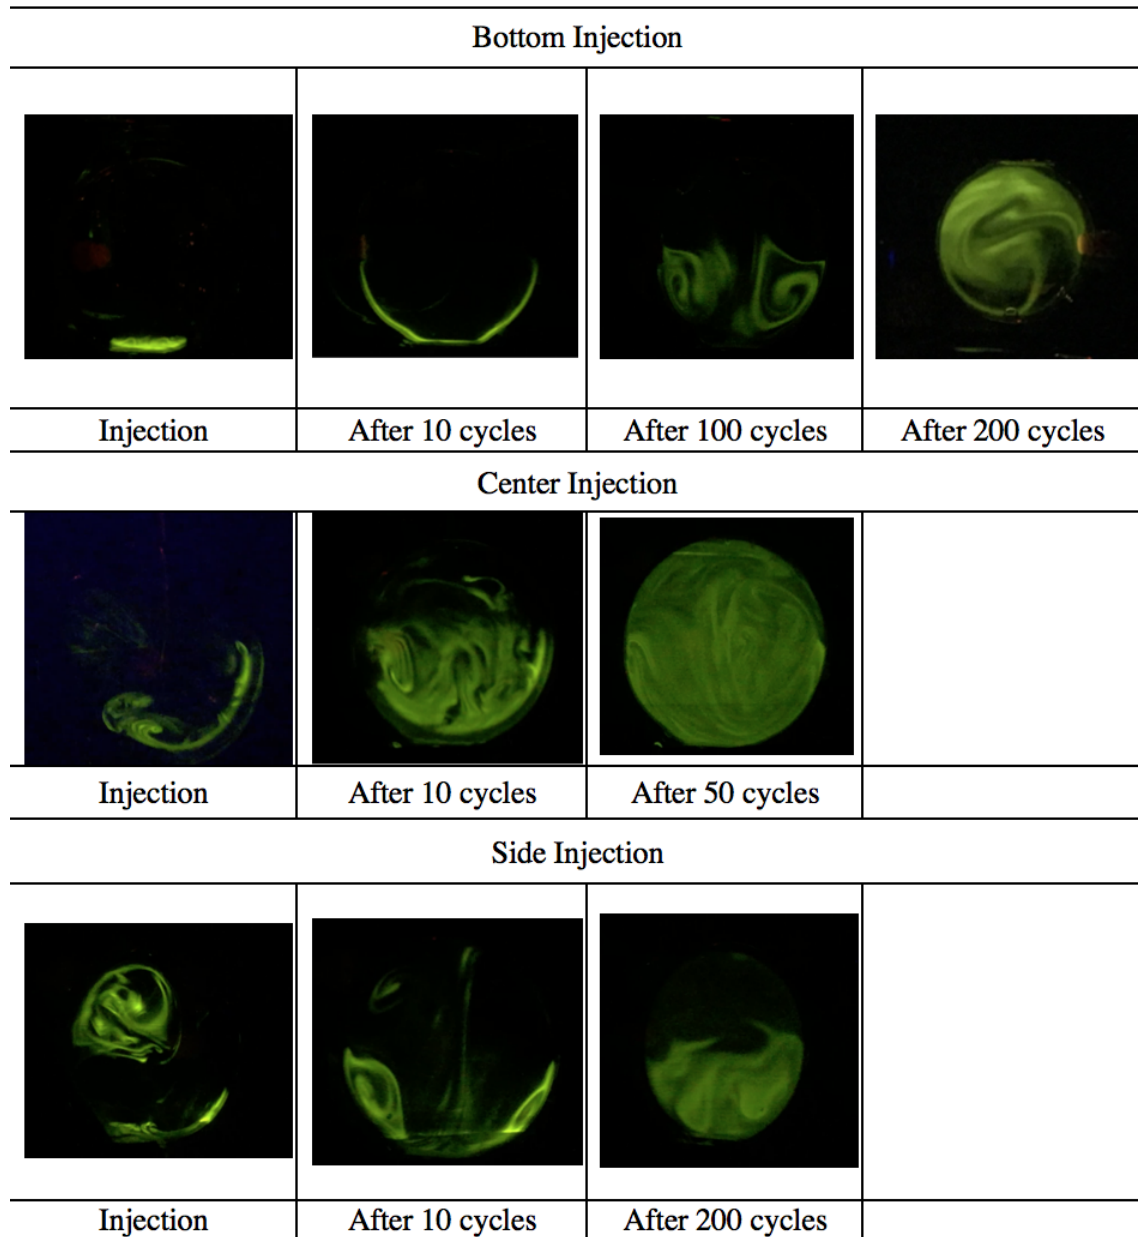 Bottom Injection
Injection After 10 cycles After 100 cycles After 200 cycles
Center Injection
Injection After 10 cycles After 50 cycles
Side Injection
Injection After 10 cycles After 200 cycles